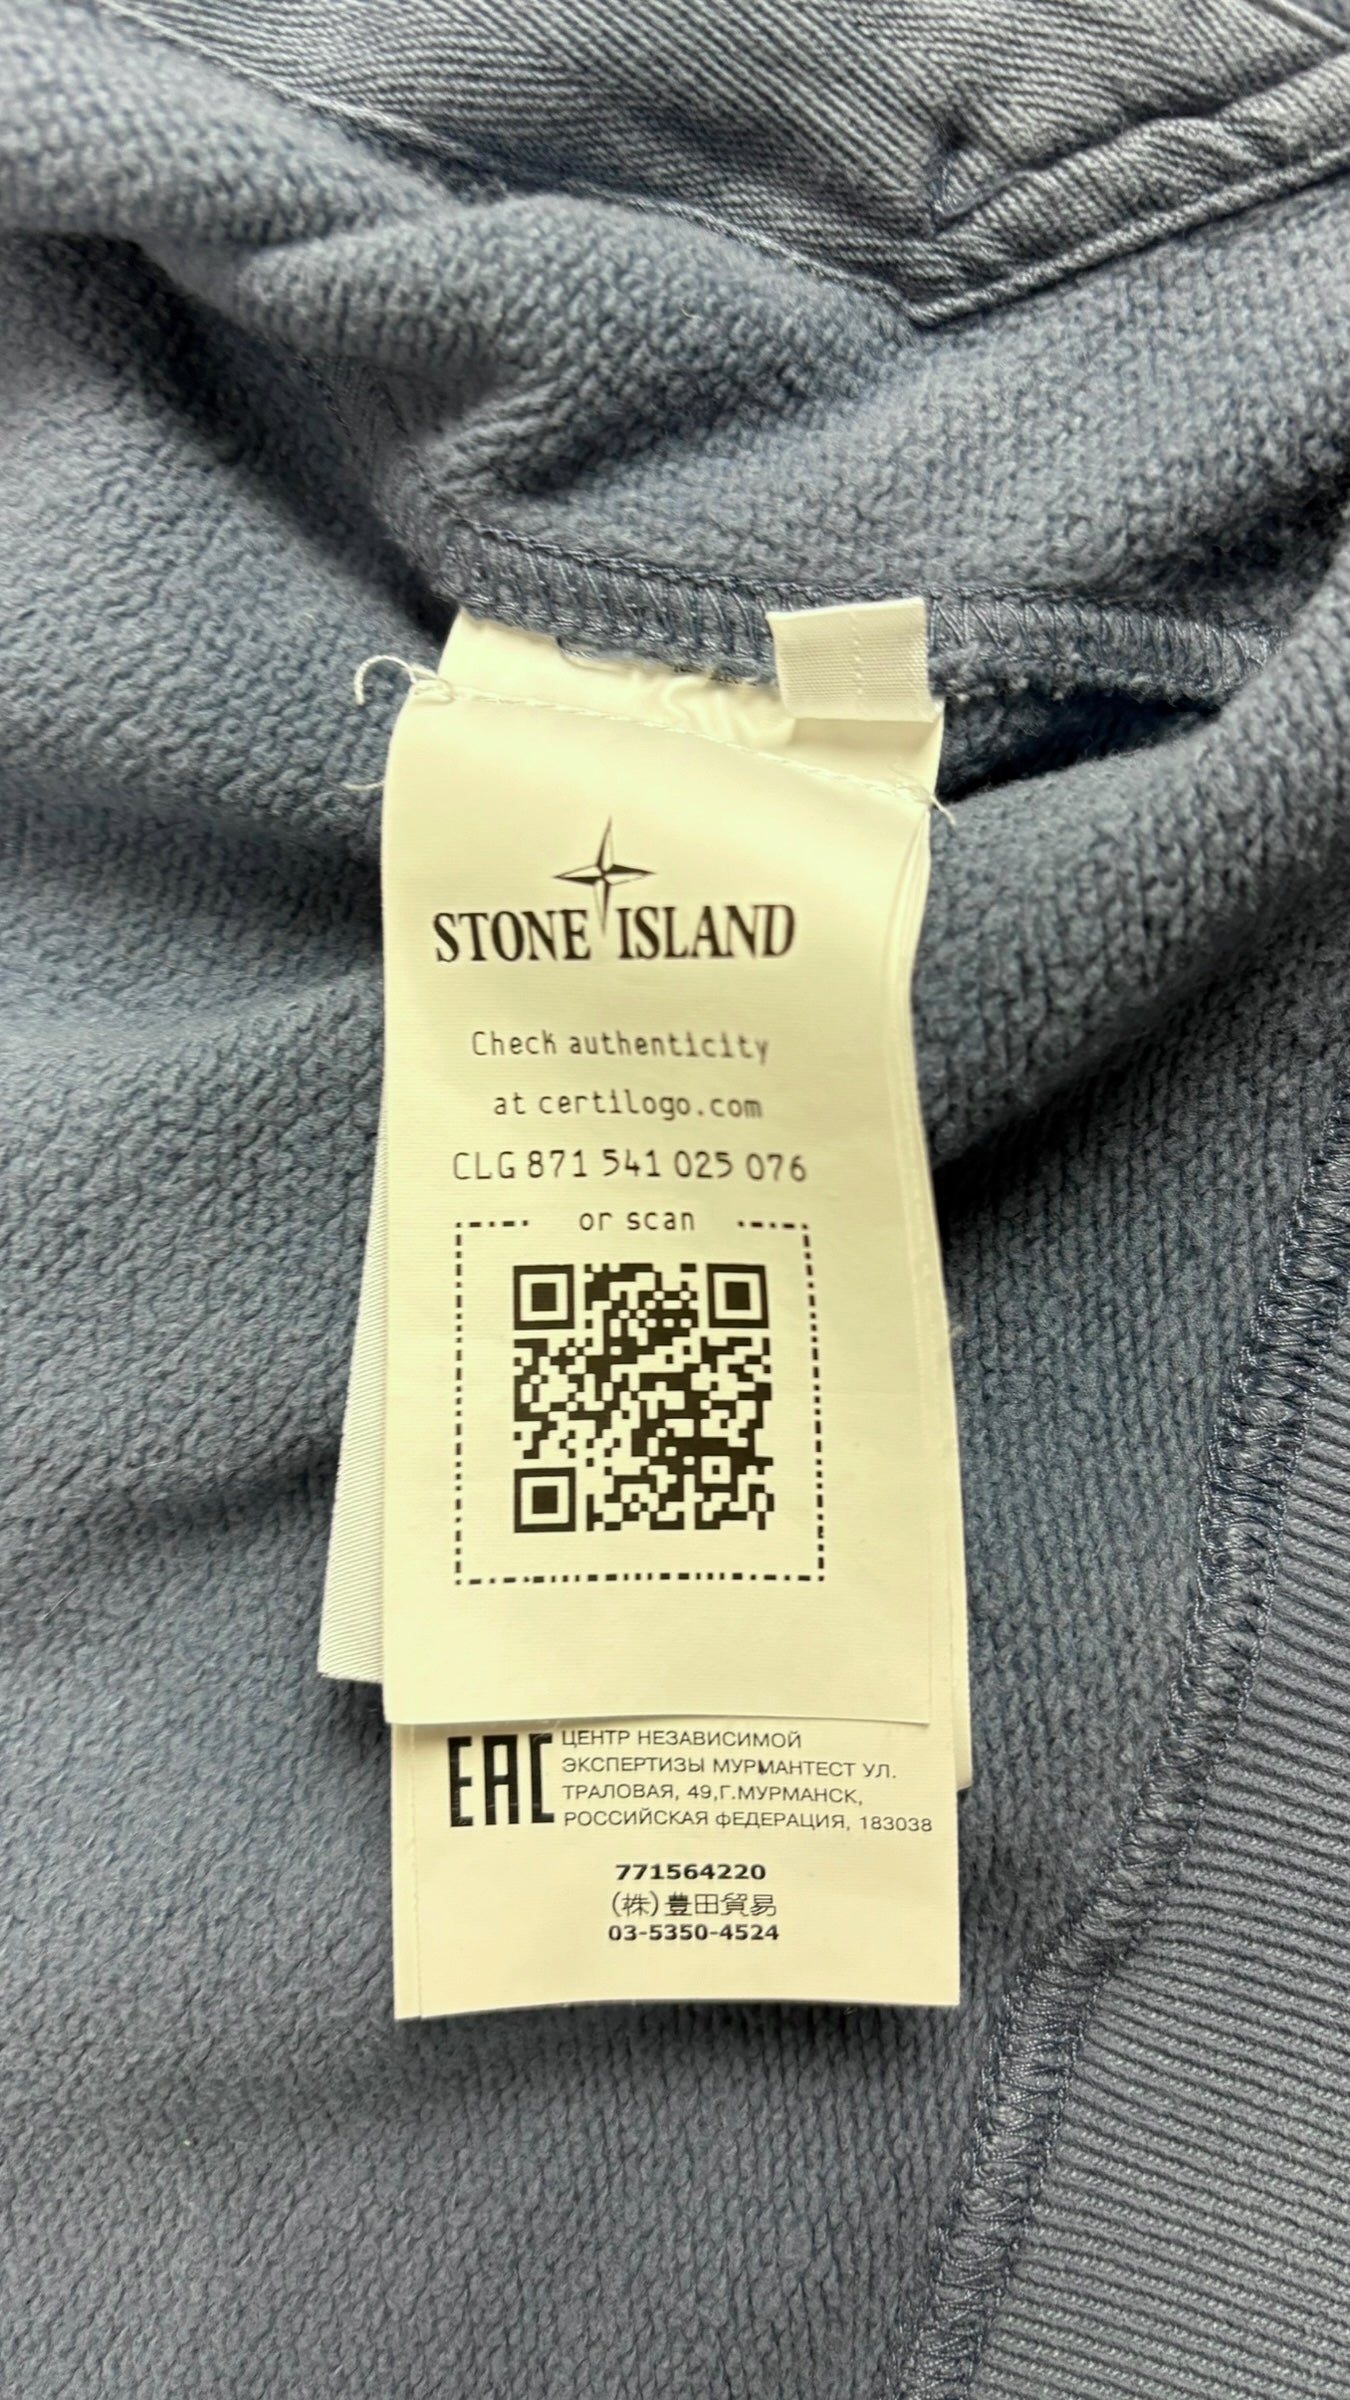 STONE ISLAND
Check authenticity
at certilogo.com
CLG 871 541 025 076
or scan
EAC
ЦЕНТР НЕЗАВИСИМОЙ
ЭКСПЕРТИЗЫ МУРМАНТЕСТ УЛ.
ТРАЛОВАЯ, 49,Г.МУРМАНСК,
РОССИЙСКАЯ ФЕДЕРАЦИЯ, 183038
771564220
(株)豊田貿易
03-5350-4524